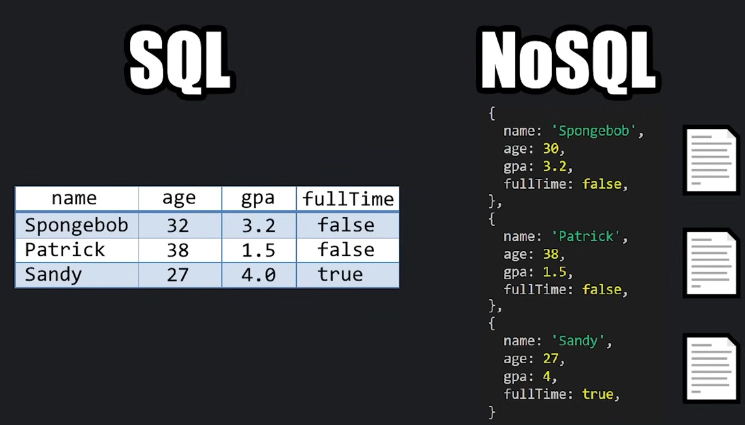 SQL
NoSQL
name age gpa fullTime
Spongebob 32 3.2 false
Patrick 38 1.5 false
Sandy 27 4.0 true
{
name: 'Spongebob',
age: 30,
gpa: 3.2,
fullTime: false,
},
{
name: 'Patrick',
age: 38,
gpa: 1.5,
fullTime: false,
},
{
name: 'Sandy',
age: 27,
gpa: 4,
fullTime: true,
}